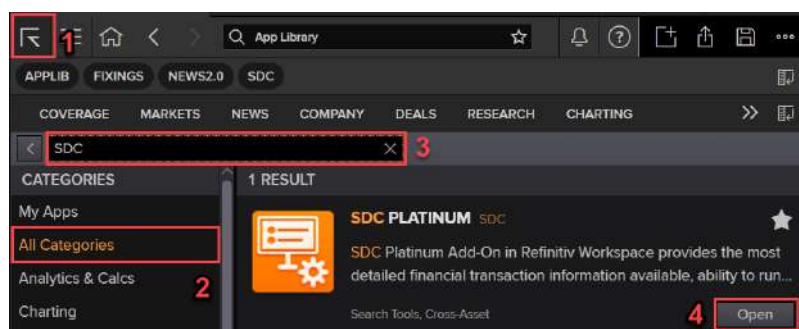 1
App Library
APPLIB FIXINGS NEWS2.0 SDC
COVERAGE MARKETS NEWS COMPANY DEALS RESEARCH CHARTING
SDC 3
CATEGORIES
My Apps
All Categories
2
Analytics & Calcs
Charting
1 RESULT
SDC PLATINUM SDC
SDC Platinum Add-On in Refinitiv Workspace provides the most
detailed financial transaction information available, ability to run...
Search Tools, Cross-Asset
4 Open